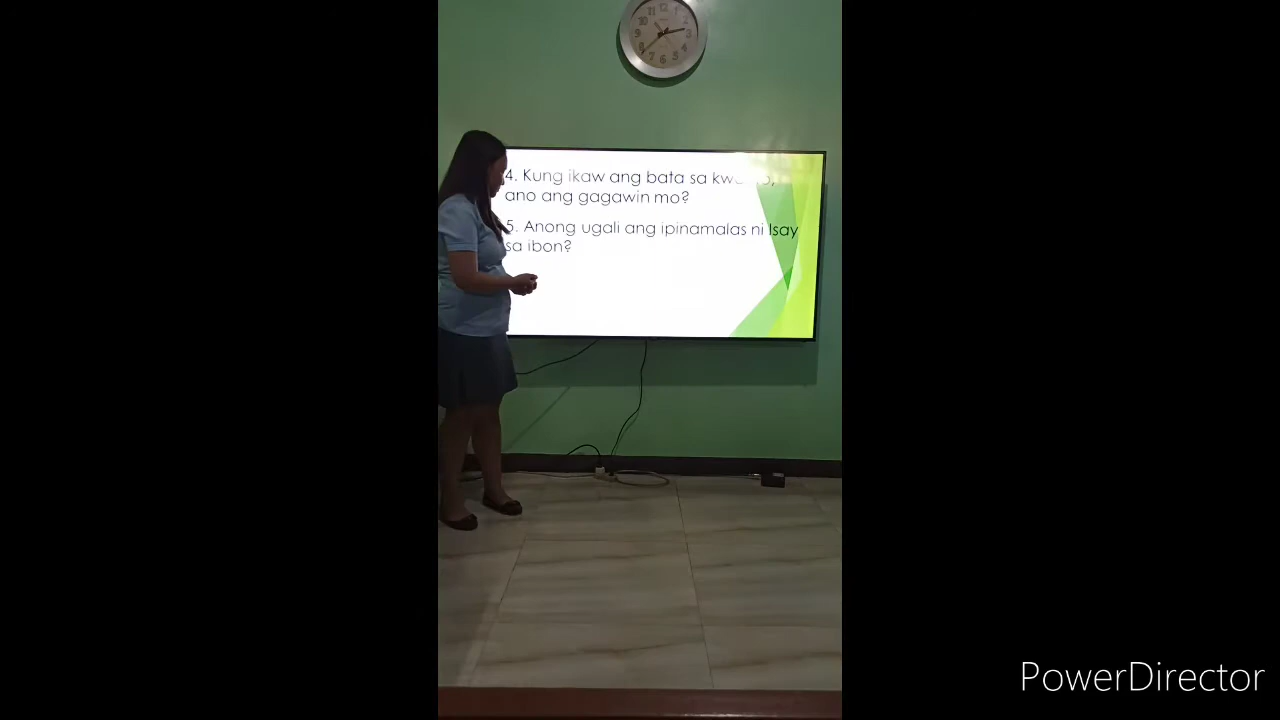 4. Kung ikaw ang bata sa
ano ang gagawin mo?
5. Anong ugali ang ipinamalas ni Isay
sa ibon?
PowerDirector